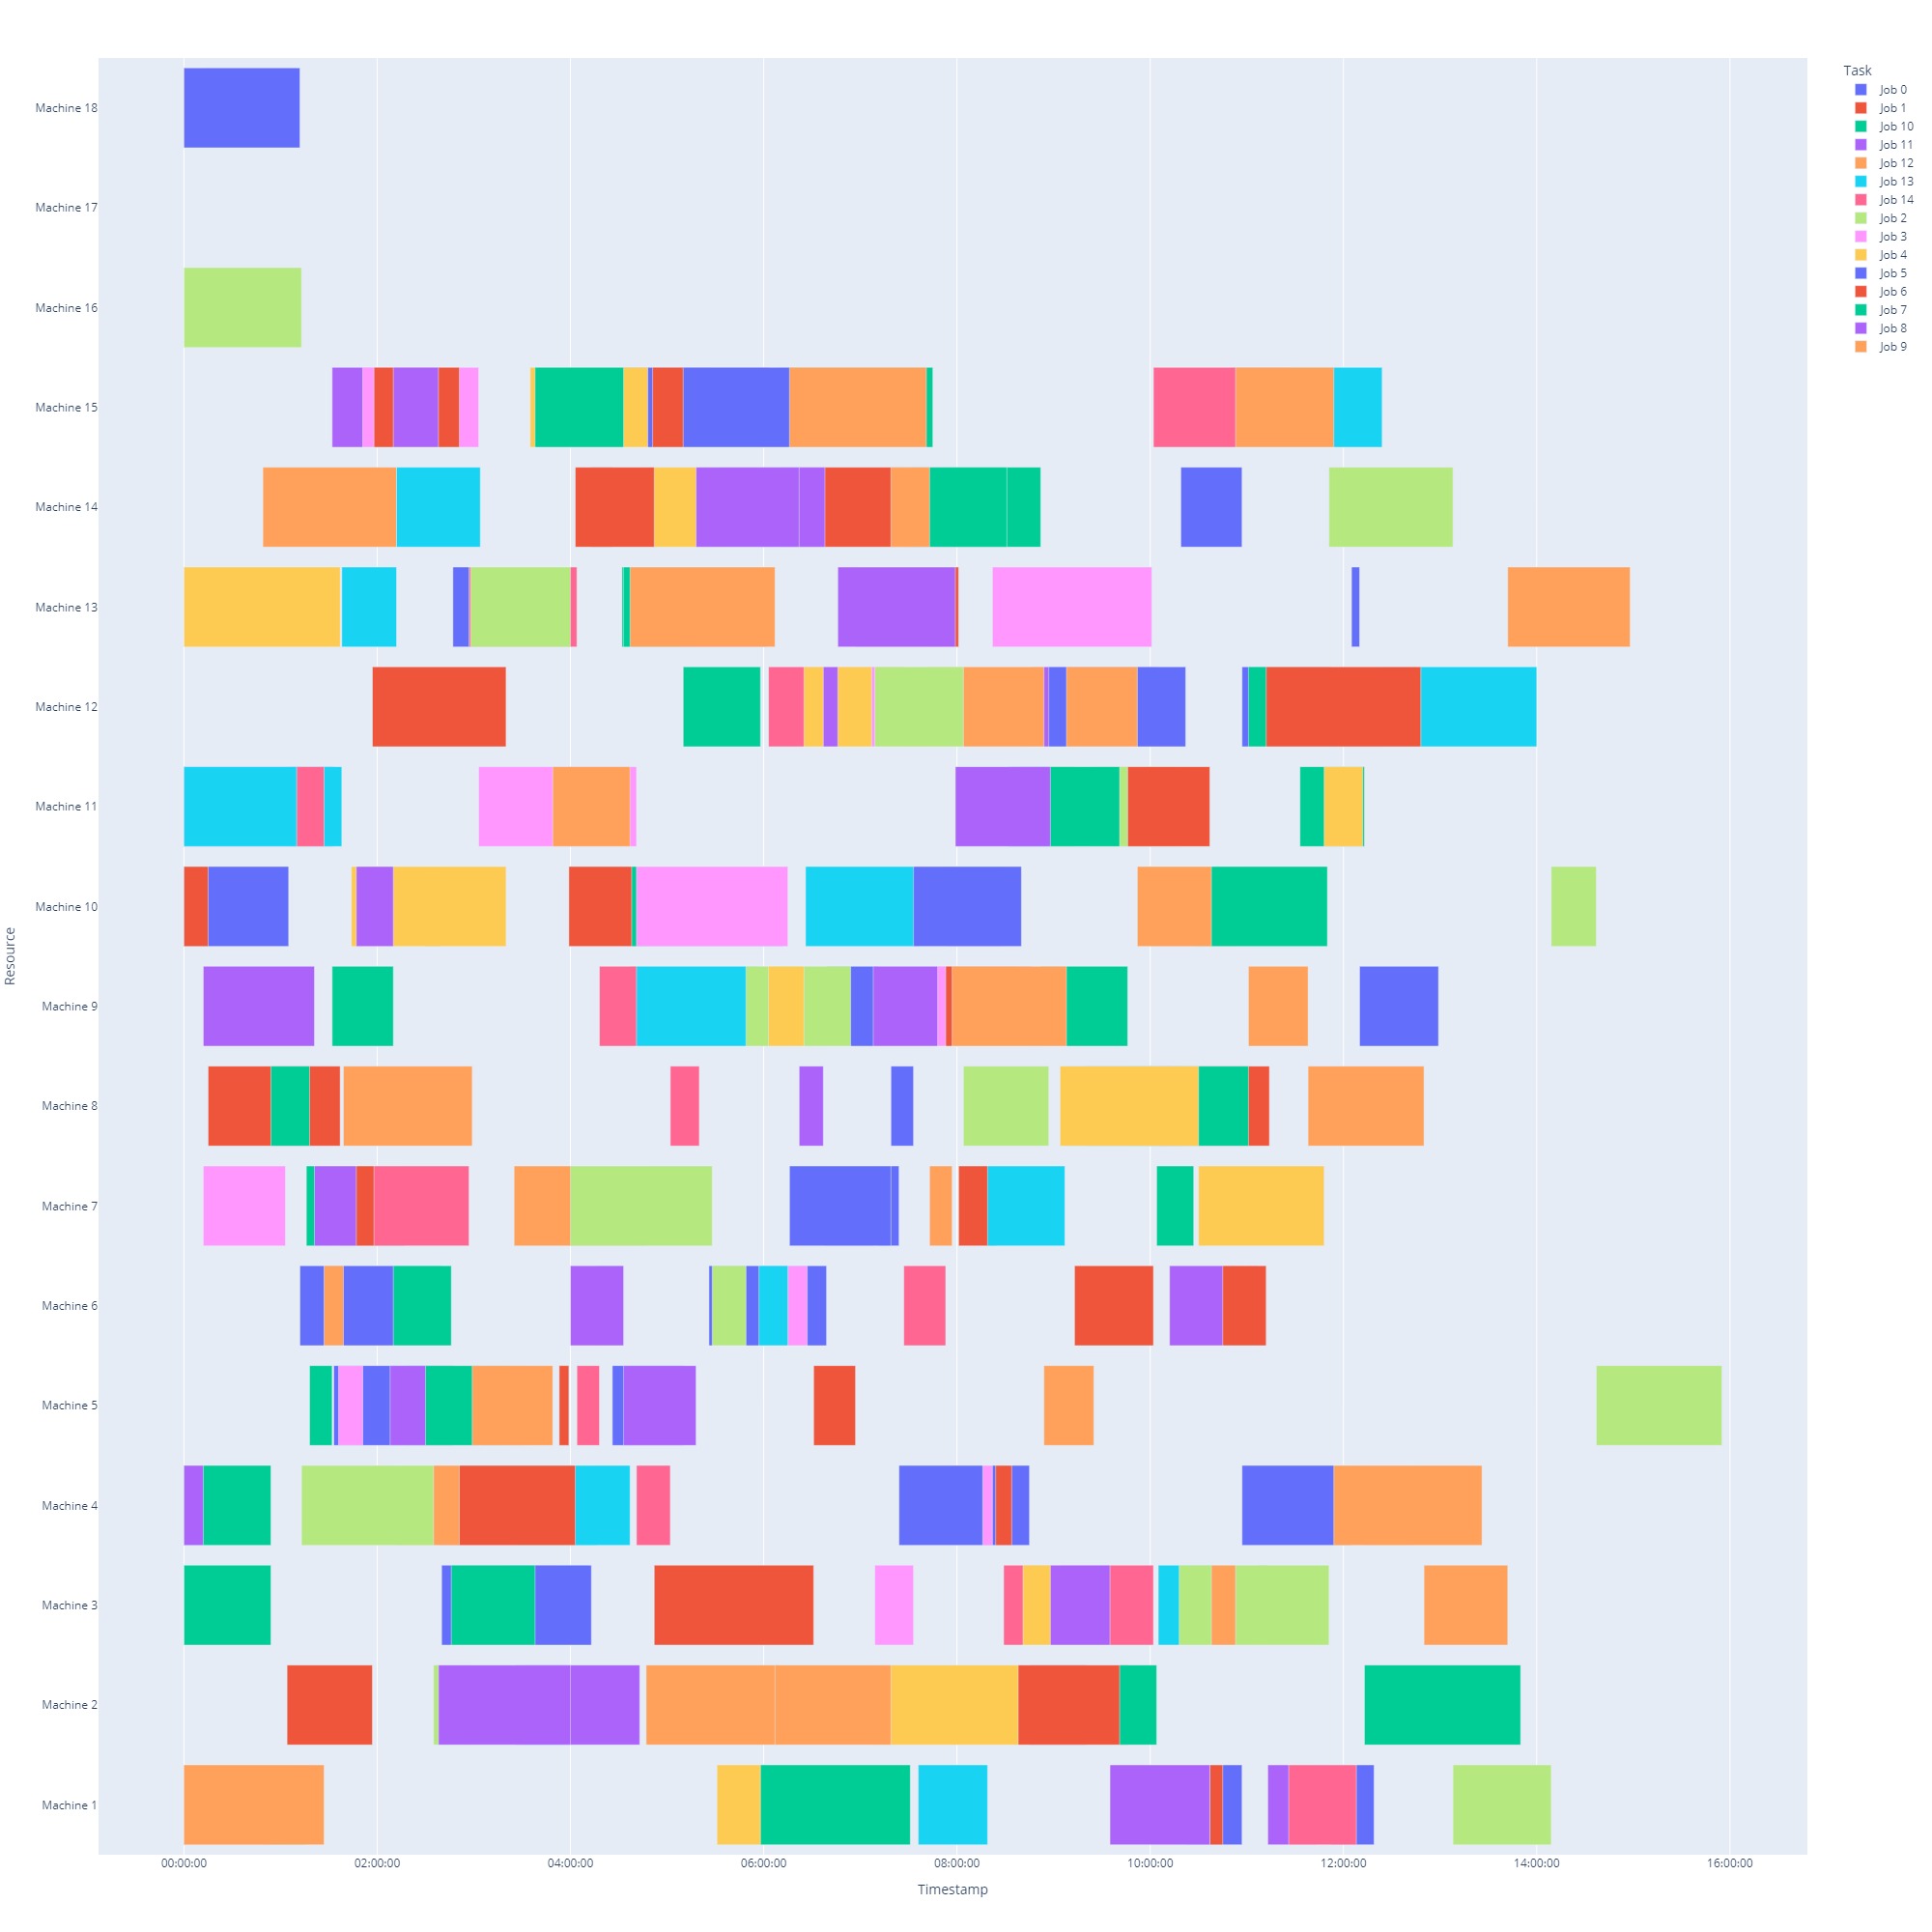 Task
Job 0
Job 1
Job 10
Job 11
Job 12
Job 13
Job 14
Job 2
Job 3
Job 4
Job 5
Job 6
Job 7
Job 8
Job 9
Resource
Machine 18
Machine 17
Machine 16
Machine 15
Machine 14
Machine 13
Machine 12
Machine 11
Machine 10
Machine 9
Machine 8
Machine 7
Machine 6
Machine 5
Machine 4
Machine 3
Machine 2
Machine 1
00:00:00 02:00:00 04:00:00 06:00:00 08:00:00 10:00:00 12:00:00 14:00:00 16:00:00
Timestamp